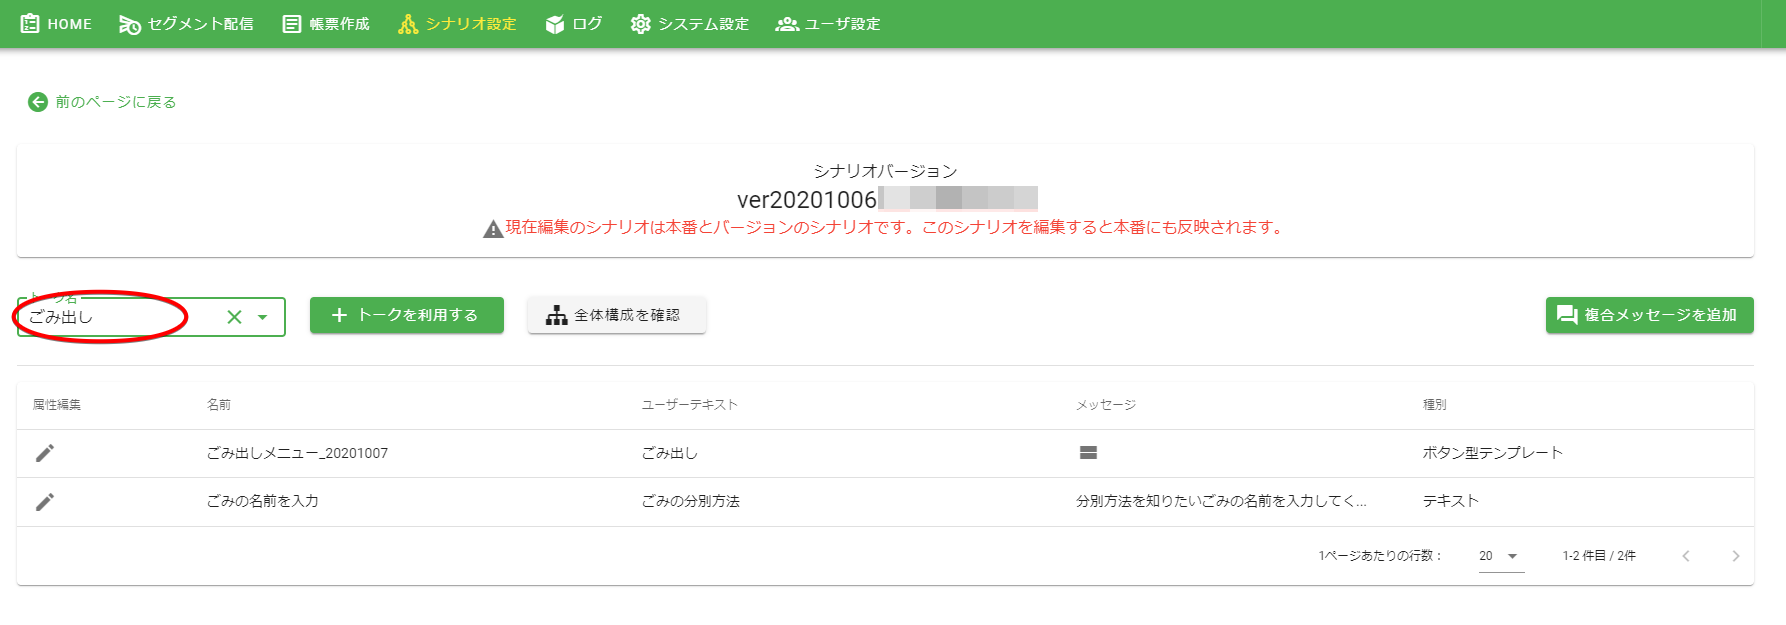 HOME セグメント配信 帳票作成 シナリオ設定 ログ システム設定 ユーザ設定
前のページに戻る
シナリオバージョン
ver20201006
現在編集のシナリオは本番とバージョンのシナリオです。このシナリオを編集すると本番にも反映されます。
トーク名
ごみ出し
トークを利用する 全体構成を確認 複合メッセージを追加
属性編集 名前 ユーザーテキスト メッセージ 種別
ごみ出しメニュー_20201007 ごみ出し ボタン型テンプレート
ごみの名前を入力 ごみの分別方法 分別方法を知りたいごみの名前を入力してく... テキスト
1ページあたりの行数： 20 1-2 件目 / 2件